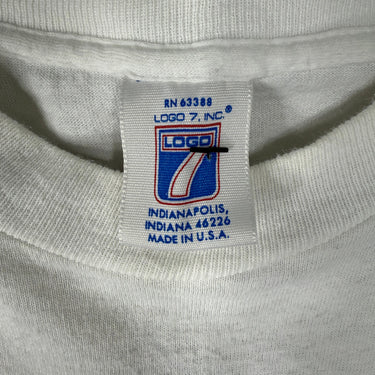 RN 63388
LOGO 7, INC.®
LOGO
7
INDIANAPOLIS,
INDIANA 46226
MADE IN U.S.A.